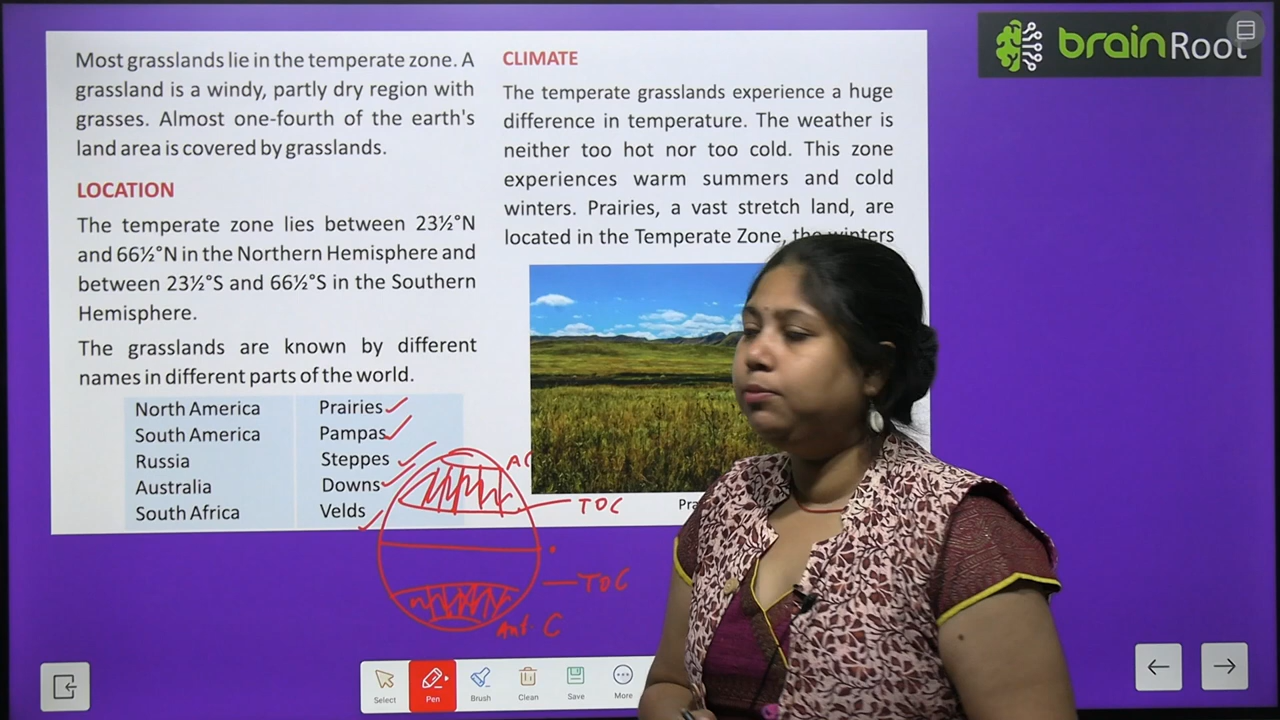 Most grasslands lie in the temperate zone. A
grassland is a windy, partly dry region with
grasses. Almost one-fourth of the earth's
land area is covered by grasslands.
LOCATION
The temperate zone lies between 23½°N
and 66½°N in the Northern Hemisphere and
between 23½°S and 66½°S in the Southern
Hemisphere.
The grasslands are known by different
names in different parts of the world.
North America Prairies
South America Pampas
Russia Steppes
Australia Downs
South Africa Velds
CLIMATE
The temperate grasslands experience a huge
difference in temperature. The weather is
neither too hot nor too cold. This zone
experiences warm summers and cold
winters. Prairies, a vast stretch land, are
located in the Temperate Zone, the winters
TOC
TOC
Ant. C
brainRoot
Select
Pen
Brush
Clean
Save
More